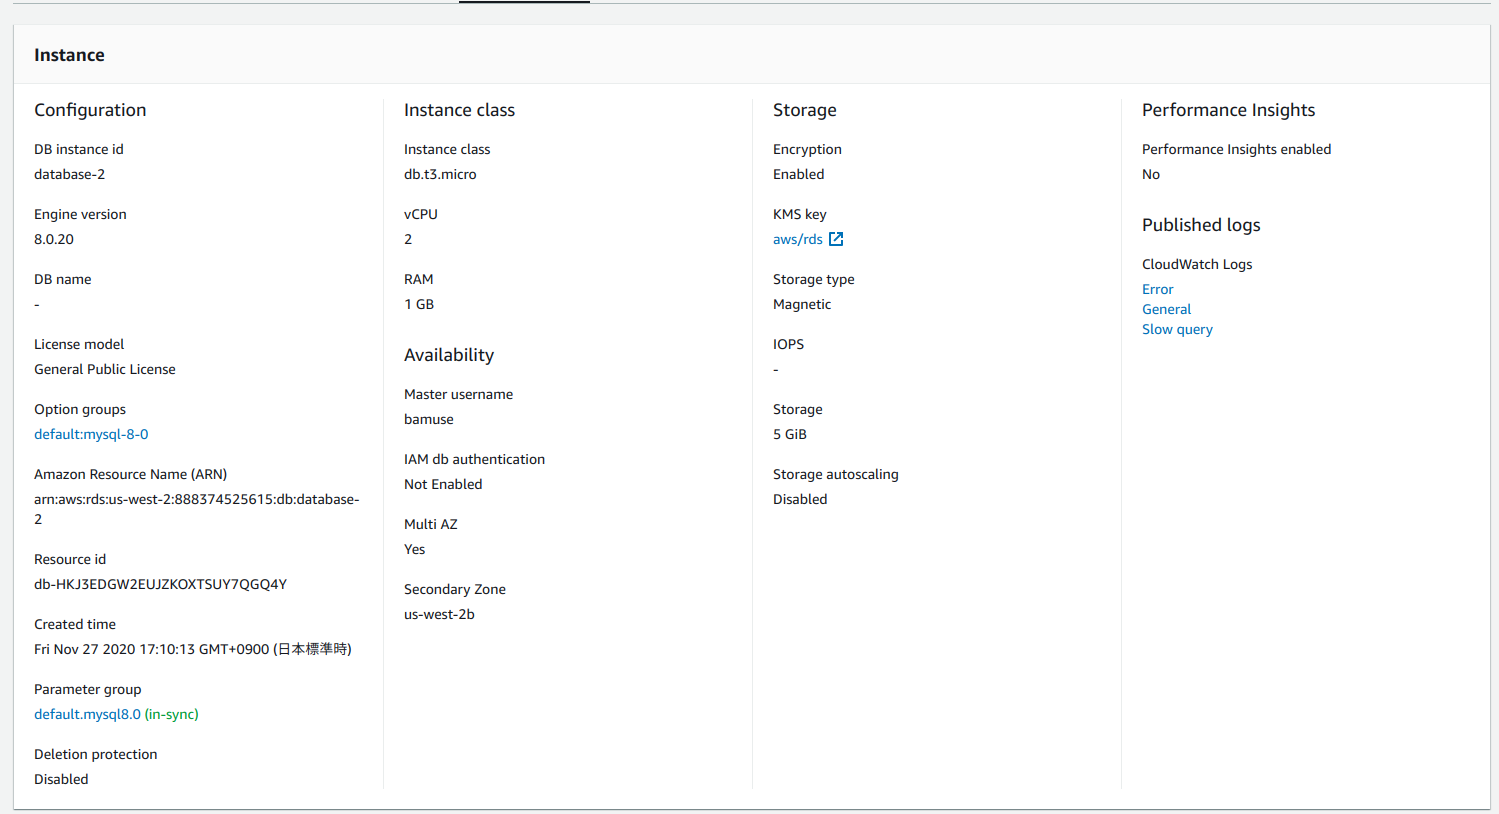 Instance
Configuration
DB instance id
database-2
Engine version
8.0.20
DB name
-
License model
General Public License
Option groups
default:mysql-8-0
Amazon Resource Name (ARN)
arn:aws:rds:us-west-2:888374525615:db:database-
2
Resource id
db-HKJ3EDGW2EUJZKOXTSUY7QGQ4Y
Created time
Fri Nov 27 2020 17:10:13 GMT+0900 (日本標準時)
Parameter group
default.mysql8.0 (in-sync)
Deletion protection
Disabled
Instance class
Instance class
db.t3.micro
vCPU
2
RAM
1 GB
Availability
Master username
bamuse
IAM db authentication
Not Enabled
Multi AZ
Yes
Secondary Zone
us-west-2b
Storage
Encryption
Enabled
KMS key
aws/rds
Storage type
Magnetic
IOPS
-
Storage
5 GiB
Storage autoscaling
Disabled
Performance Insights
Performance Insights enabled
No
Published logs
CloudWatch Logs
Error
General
Slow query